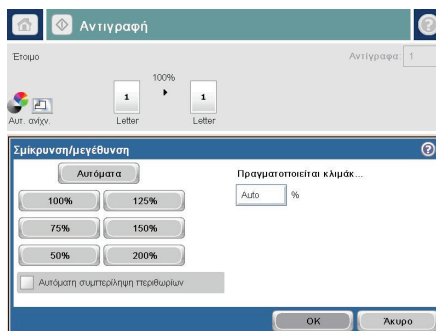 Αντιγραφή
Έτοιμο
Αντίγραφα 1
100%
1 1
Αυτ. ανίχν. Letter Letter
Σμίκρυνση/μεγέθυνση
Αυτόματα
Πραγματοποιείται κλιμάκ...
100% 125%
Auto %
75% 150%
50% 200%
Αυτόματη συμπερίληψη περιθωρίων
OK Άκυρο